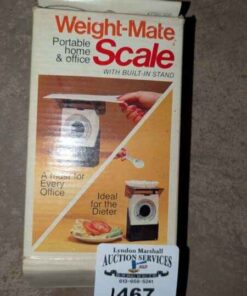 Weight-Mate
Portable
home
& office
Scale
WITH BUILT-IN STAND
A must for
Every
Office
Ideal
for the
Dieter
Lyndon Marshall
AUCTION SERVICES
1467